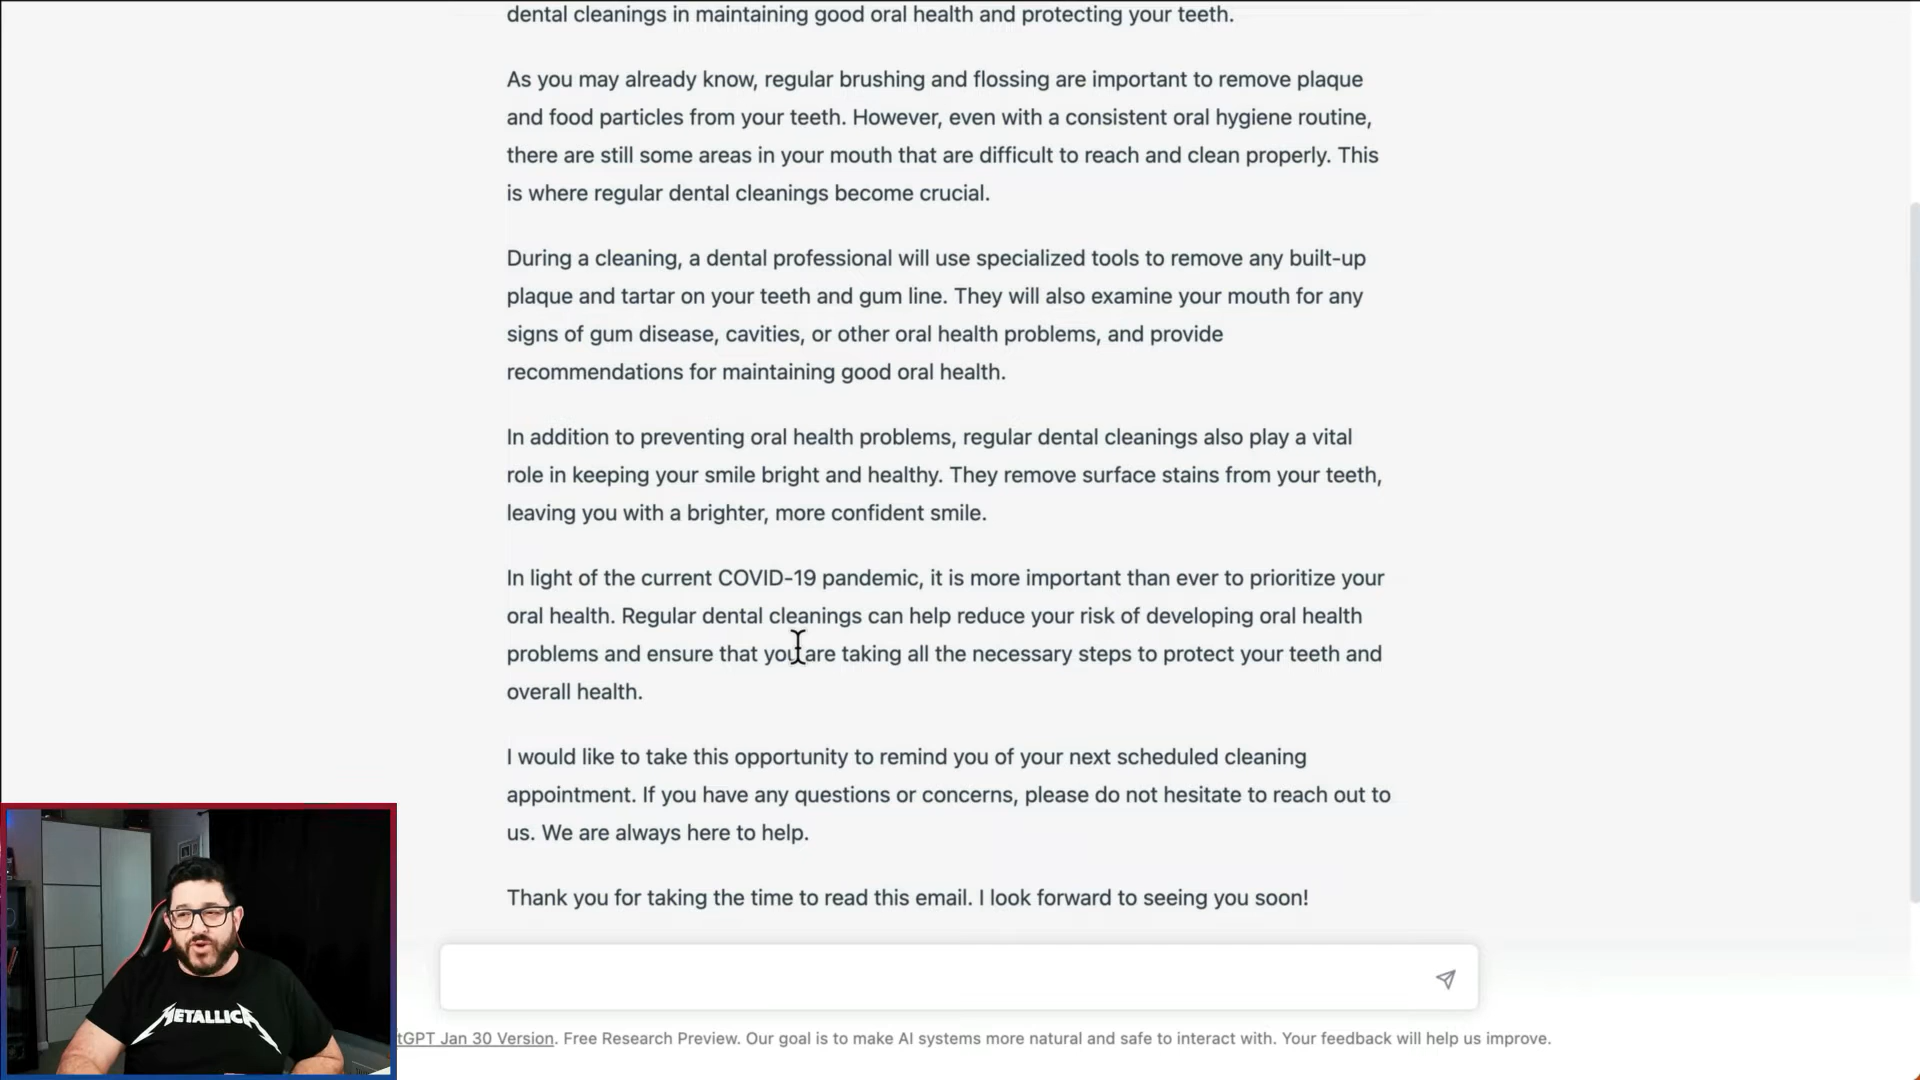 dental cleanings in maintaining good oral health and protecting your teeth.
As you may already know, regular brushing and flossing are important to remove plaque
and food particles from your teeth. However, even with a consistent oral hygiene routine,
there are still some areas in your mouth that are difficult to reach and clean properly. This
is where regular dental cleanings become crucial.
During a cleaning, a dental professional will use specialized tools to remove any built-up
plaque and tartar on your teeth and gum line. They will also examine your mouth for any
signs of gum disease, cavities, or other oral health problems, and provide
recommendations for maintaining good oral health.
In addition to preventing oral health problems, regular dental cleanings also play a vital
role in keeping your smile bright and healthy. They remove surface stains from your teeth,
leaving you with a brighter, more confident smile.
In light of the current COVID-19 pandemic, it is more important than ever to prioritize your
oral health. Regular dental cleanings can help reduce your risk of developing oral health
problems and ensure that you are taking all the necessary steps to protect your teeth and
overall health.
I would like to take this opportunity to remind you of your next scheduled cleaning
appointment. If you have any questions or concerns, please do not hesitate to reach out to
us. We are always here to help.
Thank you for taking the time to read this email. I look forward to seeing you soon!
tGPT Jan 30 Version. Free Research Preview. Our goal is to make AI systems more natural and safe to interact with. Your feedback will help us improve.
METALLICA